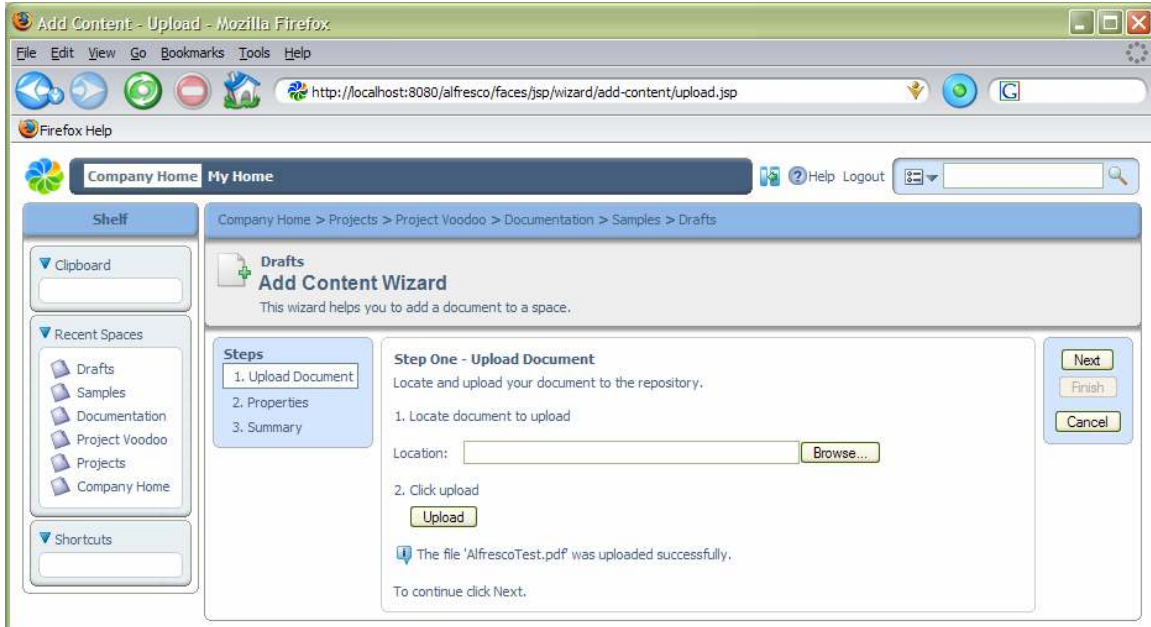 Add Content - Upload - Mozilla Firefox
File Edit View Go Bookmarks Tools Help
http://localhost:8080/alfresco/faces/jsp/wizard/add-content/upload.jsp
G
Firefox Help
Company Home My Home
Help Logout
Shelf
Company Home > Projects > Project Voodoo > Documentation > Samples > Drafts
Clipboard
Drafts
Add Content Wizard
This wizard helps you to add a document to a space.
Recent Spaces
Drafts
Samples
Documentation
Project Voodoo
Projects
Company Home
Shortcuts
Steps
1. Upload Document
2. Properties
3. Summary
Step One - Upload Document
Locate and upload your document to the repository.
1. Locate document to upload
Location: Browse...
2. Click upload
Upload
The file 'AlfrescoTest.pdf' was uploaded successfully.
To continue click Next.
Next
Finish
Cancel